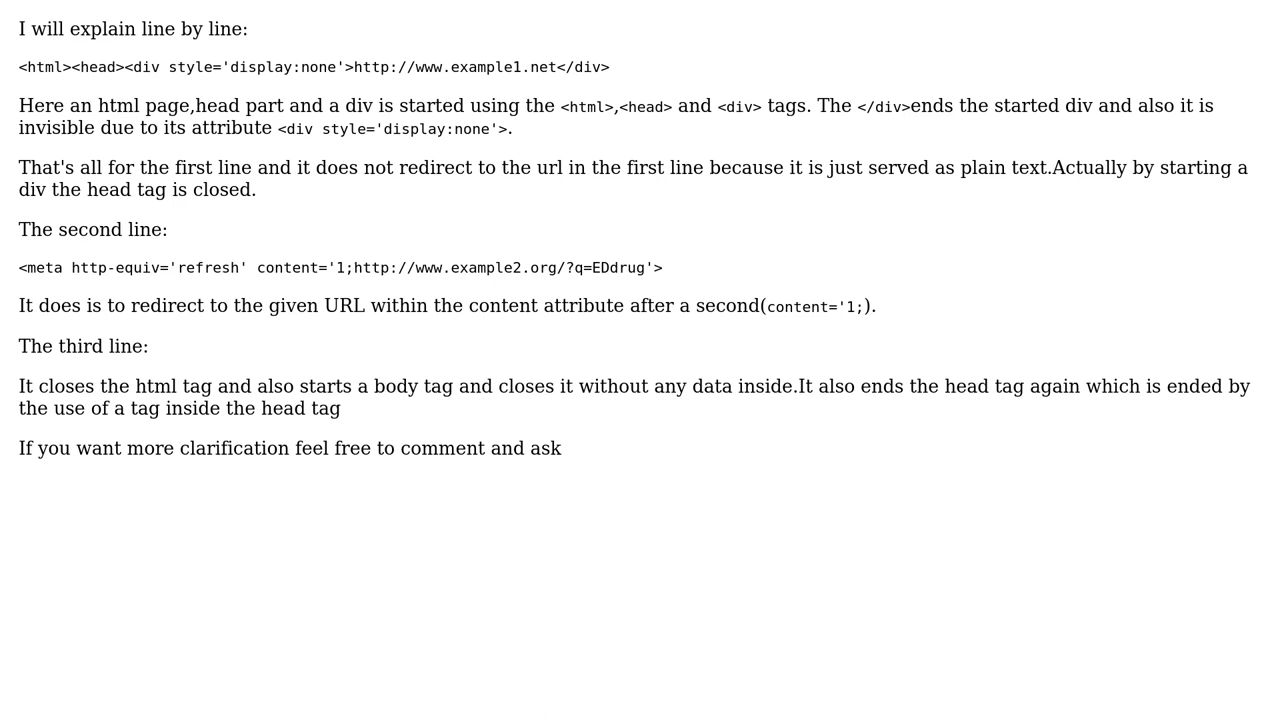 I will explain line by line:
<html><head><div style='display:none'>http://www.example1.net</div>
Here an html page,head part and a div is started using the <html>,<head> and <div> tags. The </div>ends the started div and also it is
invisible due to its attribute <div style='display:none'>.
That's all for the first line and it does not redirect to the url in the first line because it is just served as plain text.Actually by starting a
div the head tag is closed.
The second line:
<meta http-equiv='refresh' content='1;http://www.example2.org/?q=EDdrug'>
It does is to redirect to the given URL within the content attribute after a second(content='1;).
The third line:
It closes the html tag and also starts a body tag and closes it without any data inside.It also ends the head tag again which is ended by
the use of a tag inside the head tag
If you want more clarification feel free to comment and ask